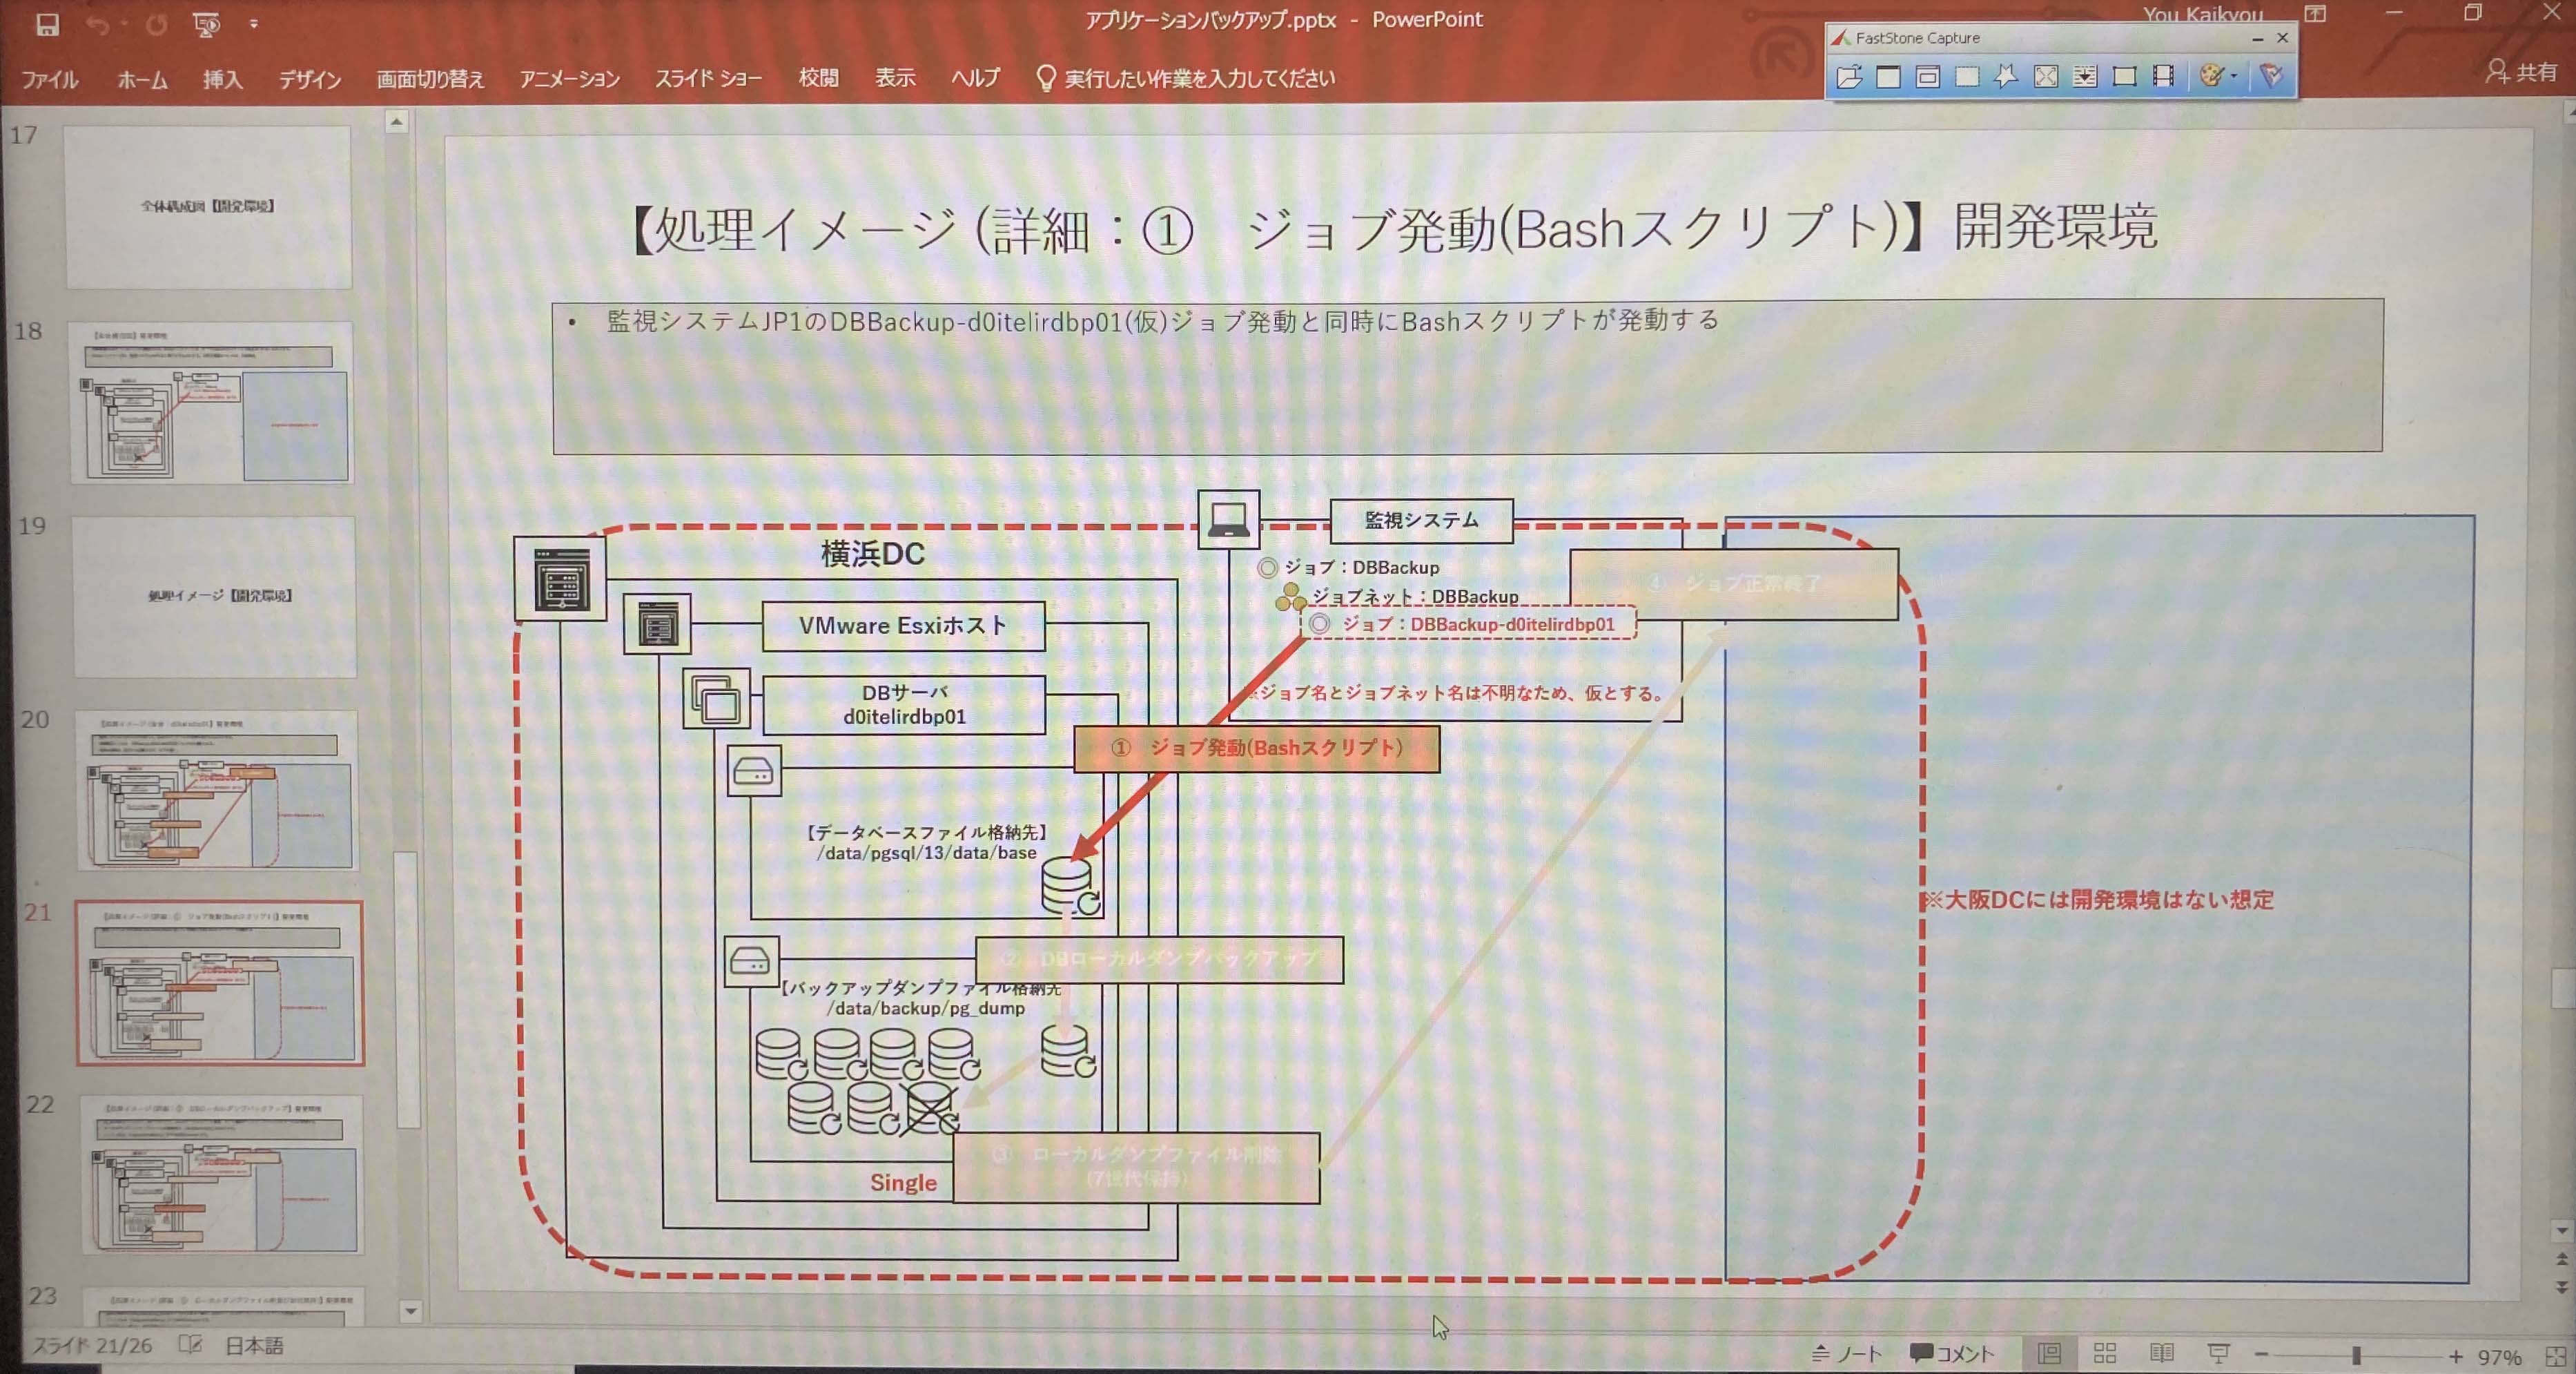 アプリケーションバックアップ.pptx - PowerPoint
You Kaikyou
FastStone Capture
ファイル ホーム 挿入 デザイン 画面切り替え アニメーション スライド ショー 校閲 表示 ヘルプ 実行したい作業を入力してください
共有
17
全体構成図【開発環境】
18
19
処理イメージ【開発環境】
20
21
22
23
【処理イメージ (詳細：① ジョブ発動(Bashスクリプト)】開発環境
• 監視システムJP1のDBBackup-d0itelirdbp01(仮)ジョブ発動と同時にBashスクリプトが発動する
監視システム
横浜DC
ジョブ：DBBackup
④ ジョブ正常終了
ジョブネット：DBBackup
ジョブ：DBBackup-d0itelirdbp01
VMware Esxiホスト
DBサーバ
d0itelirdbp01
※ジョブ名とジョブネット名は不明なため、仮とする。
① ジョブ発動(Bashスクリプト)
【データベースファイル格納先】
/data/pgsql/13/data/base
※大阪DCには開発環境はない想定
② DBローカルダンプバックアップ
【バックアップダンプファイル格納先
/data/backup/pg_dump
③ ローカルダンプファイル削除
(7世代保持)
Single
スライド 21/26 日本語
ノート コメント 97%